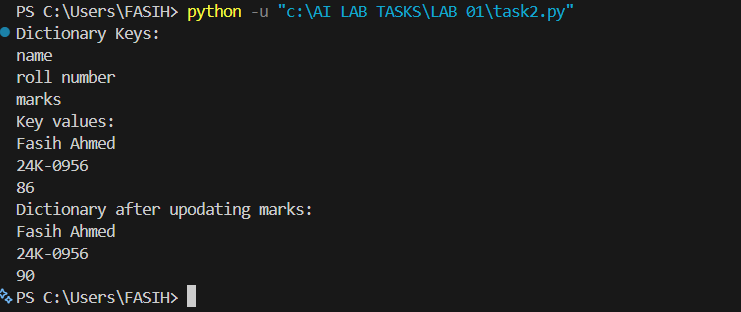 PS C:\Users\FASIH> python -u "c:\AI LAB TASKS\LAB 01\task2.py"
Dictionary Keys:
name
roll number
marks
Key values:
Fasih Ahmed
24K-0956
86
Dictionary after upodating marks:
Fasih Ahmed
24K-0956
90
PS C:\Users\FASIH>